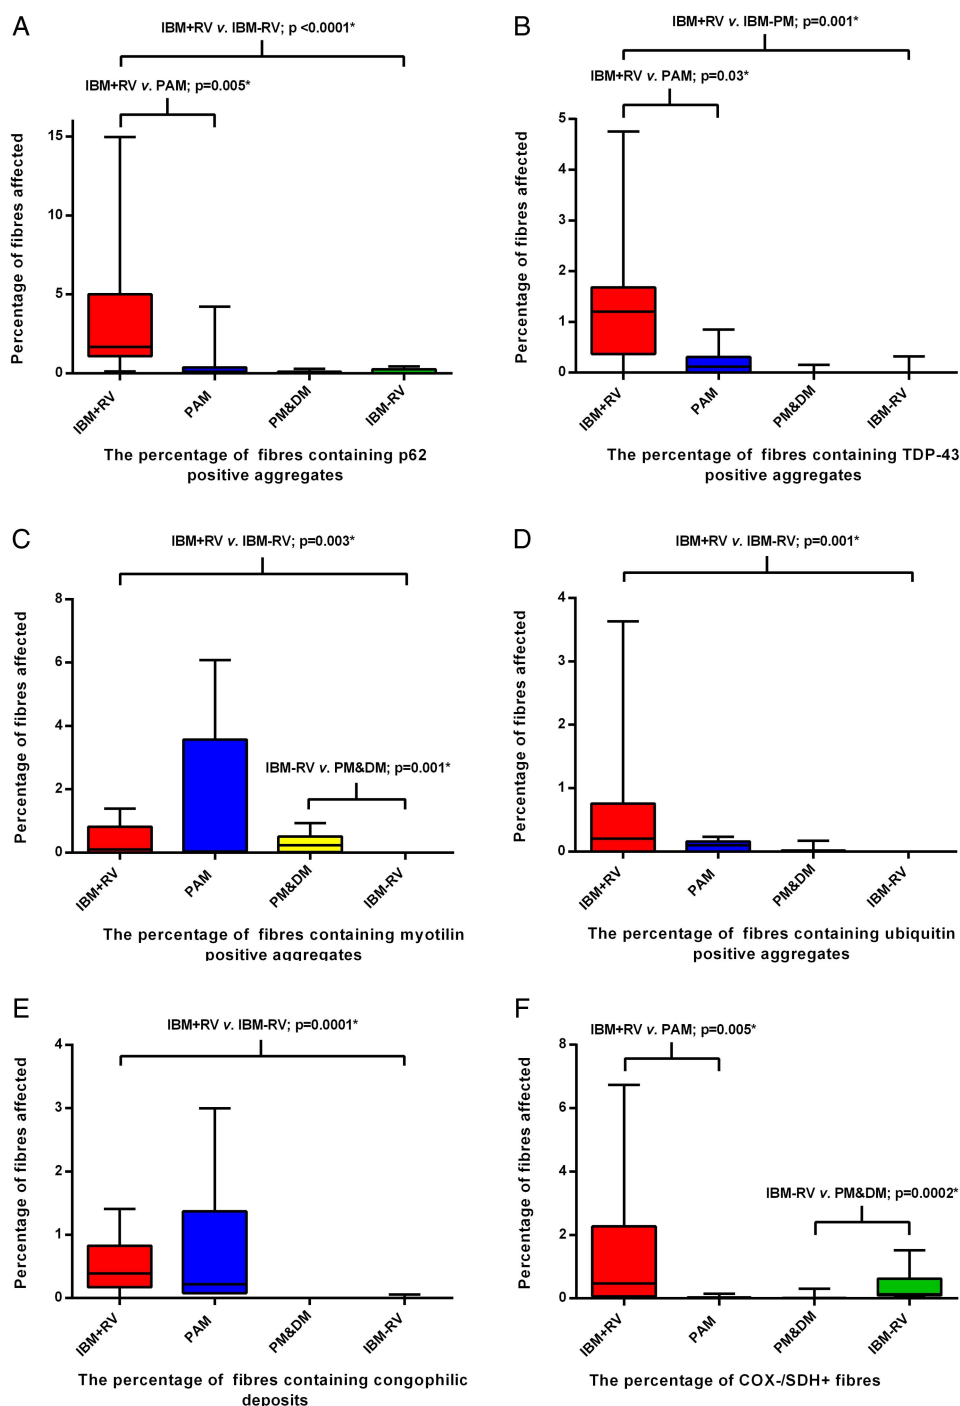 A
IBM+RV v. IBM-RV; p <0.0001*
IBM+RV v. PAM; p=0.005*
Percentage of fibres affected
15
10
5
0
IBM+RV
PAM
PM&DM
IBM-RV
The percentage of fibres containing p62
positive aggregates
B
IBM+RV v. IBM-PM; p=0.001*
IBM+RV v. PAM; p=0.03*
Percentage of fibres affected
5
4
3
2
1
0
IBM+RV
PAM
PM&DM
IBM-RV
The percentage of fibres containing TDP-43
positive aggregates
C
IBM+RV v. IBM-RV; p=0.003*
IBM-RV v. PM&DM; p=0.001*
Percentage of fibres affected
8
6
4
2
0
IBM+RV
PAM
PM&DM
IBM-RV
The percentage of fibres containing myotilin
positive aggregates
D
IBM+RV v. IBM-RV; p=0.001*
Percentage of fibres affected
4
3
2
1
0
IBM+RV
PAM
PM&DM
IBM-RV
The percentage of fibres containing ubiquitin
positive aggregates
E
IBM+RV v. IBM-RV; p=0.0001*
Percentage of fibres affected
4
3
2
1
0
IBM+RV
PAM
PM&DM
IBM-RV
The percentage of fibres containing congophilic
deposits
F
IBM+RV v. PAM; p=0.005*
IBM-RV v. PM&DM; p=0.0002*
Percentage of fibres affected
8
6
4
2
0
IBM+RV
PAM
PM&DM
IBM-RV
The percentage of COX-/SDH+ fibres